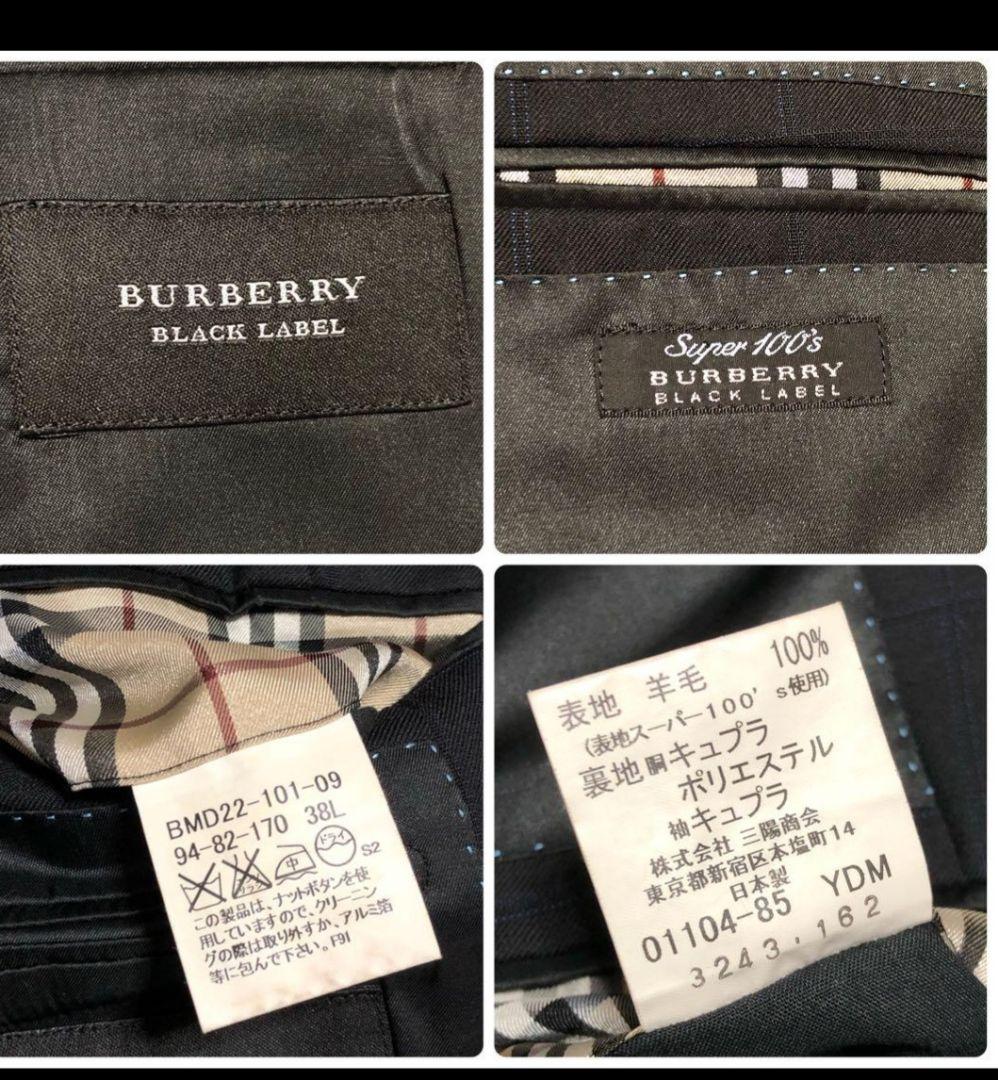 BURBERRY
BLACK LABEL
Super 100's
BURBERRY
BLACK LABEL
BMD22-101-09
94-82-170 38L
中 ドライ S2
この製品は、ナットボタンを使
用していますので、クリーニン
グの際は取り外すか、アルミ箔
等に包んで下さい。F91
表地 羊毛 100%
(表地スーパー100's使用)
裏地 胴キュプラ
ポリエステル
袖キュプラ
株式会社 三陽商会
東京都新宿区本塩町14
日本製 YDM
01104-85
3243,162